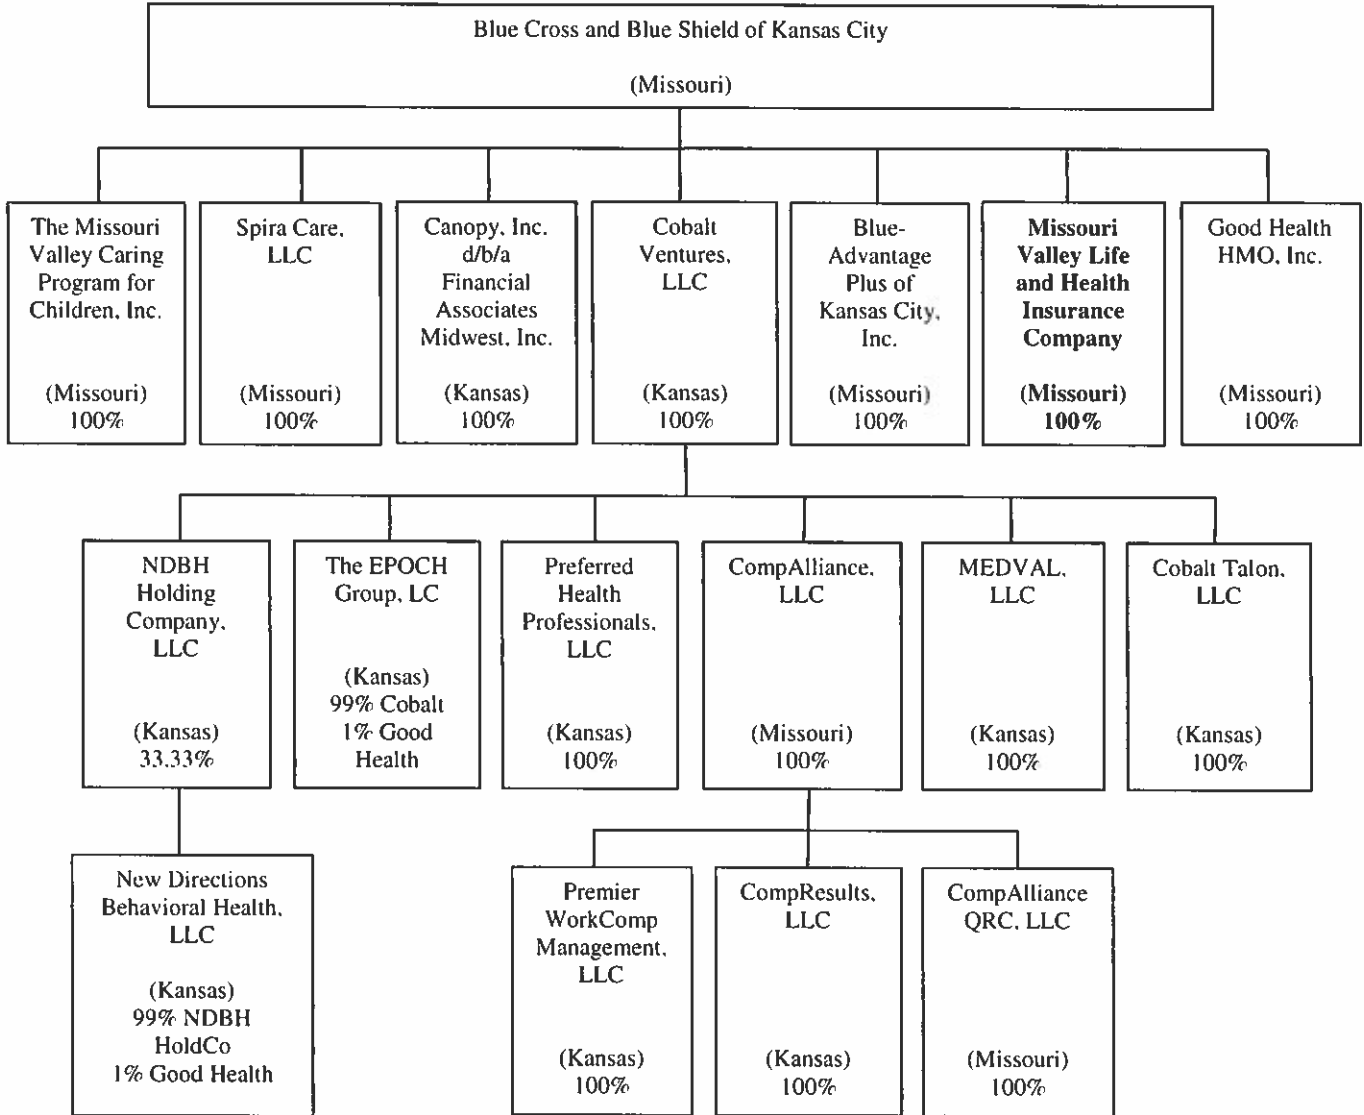 Blue Cross and Blue Shield of Kansas City
(Missouri)
The Missouri
Valley Caring
Program for
Children, Inc.
(Missouri)
100%
Spira Care,
LLC
(Missouri)
100%
Canopy, Inc.
d/b/a
Financial
Associates
Midwest, Inc.
(Kansas)
100%
Cobalt
Ventures,
LLC
(Kansas)
100%
Blue-
Advantage
Plus of
Kansas City,
Inc.
(Missouri)
100%
Missouri
Valley Life
and Health
Insurance
Company
(Missouri)
100%
Good Health
HMO, Inc.
(Missouri)
100%
NDBH
Holding
Company,
LLC
(Kansas)
33.33%
The EPOCH
Group, LC
(Kansas)
99% Cobalt
1% Good
Health
Preferred
Health
Professionals,
LLC
(Kansas)
100%
CompAlliance,
LLC
(Missouri)
100%
MEDVAL,
LLC
(Kansas)
100%
Cobalt Talon,
LLC
(Kansas)
100%
New Directions
Behavioral Health,
LLC
(Kansas)
99% NDBH
HoldCo
1% Good Health
Premier
WorkComp
Management,
LLC
(Kansas)
100%
CompResults,
LLC
(Kansas)
100%
CompAlliance
QRC, LLC
(Missouri)
100%